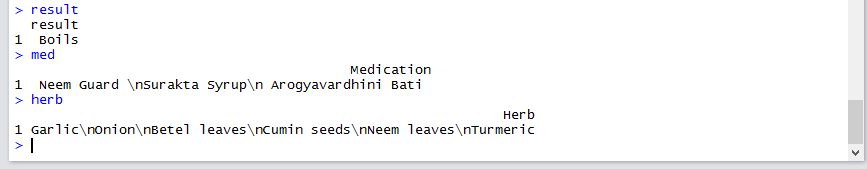 > result
  result
1  Boils
> med
                                          Medication
1  Neem Guard \nSurakta Syrup\n Arogyavardhini Bati
> herb
                                                              Herb
1 Garlic\nOnion\nBetel leaves\nCumin seeds\nNeem leaves\nTurmeric
>